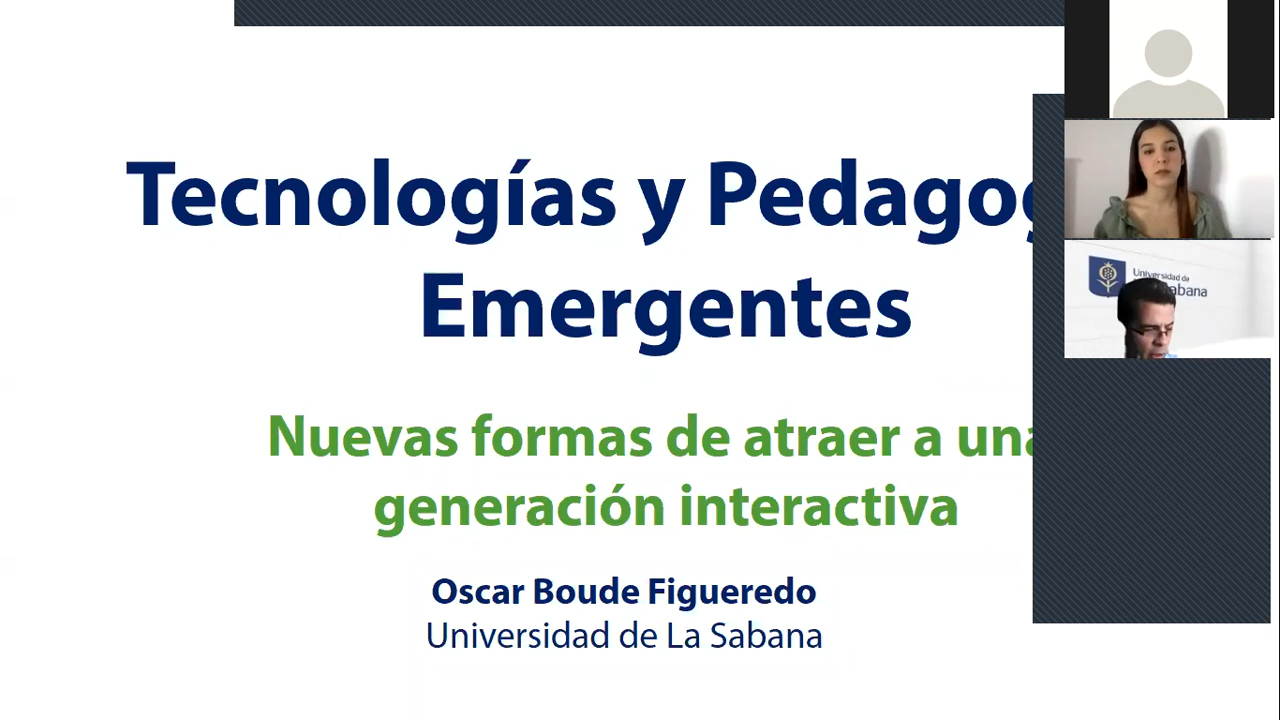 Tecnologías y Pedagog
Emergentes
Nuevas formas de atraer a una
generación interactiva
Oscar Boude Figueredo
Universidad de La Sabana
Universidad de
abana